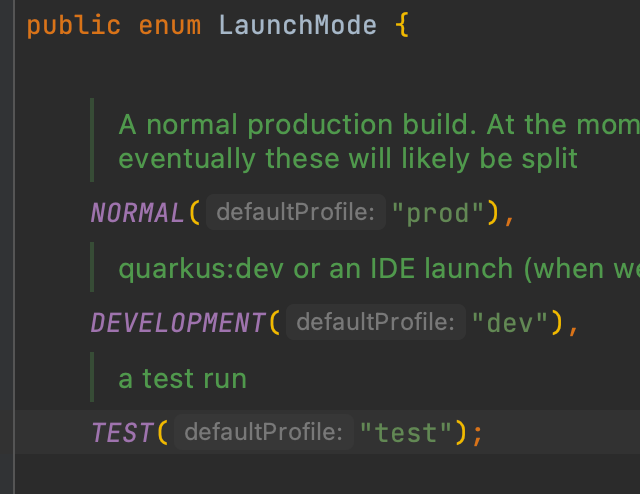 public enum LaunchMode {
A normal production build. At the mom
eventually these will likely be split
NORMAL( defaultProfile: "prod"),
quarkus:dev or an IDE launch (when we
DEVELOPMENT( defaultProfile: "dev"),
a test run
TEST( defaultProfile: "test");